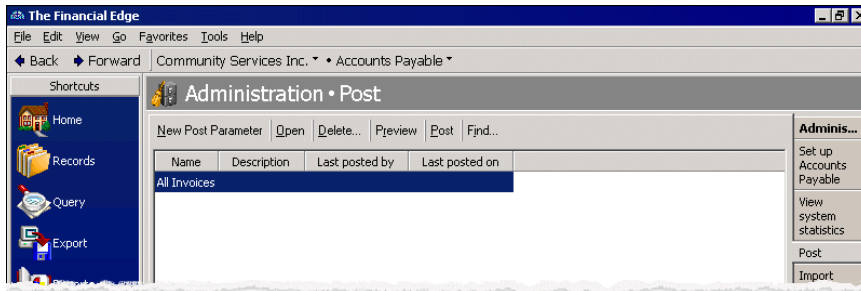 The Financial Edge
File Edit View Go Favorites Tools Help
Back Forward Community Services Inc. • Accounts Payable
Shortcuts
Administration • Post
Home
New Post Parameter Open Delete... Preview Post Find...
Adminis...
Name Description Last posted by Last posted on
Set up
Accounts
Payable
Records
All Invoices
Query
View
system
statistics
Export
Post
Import